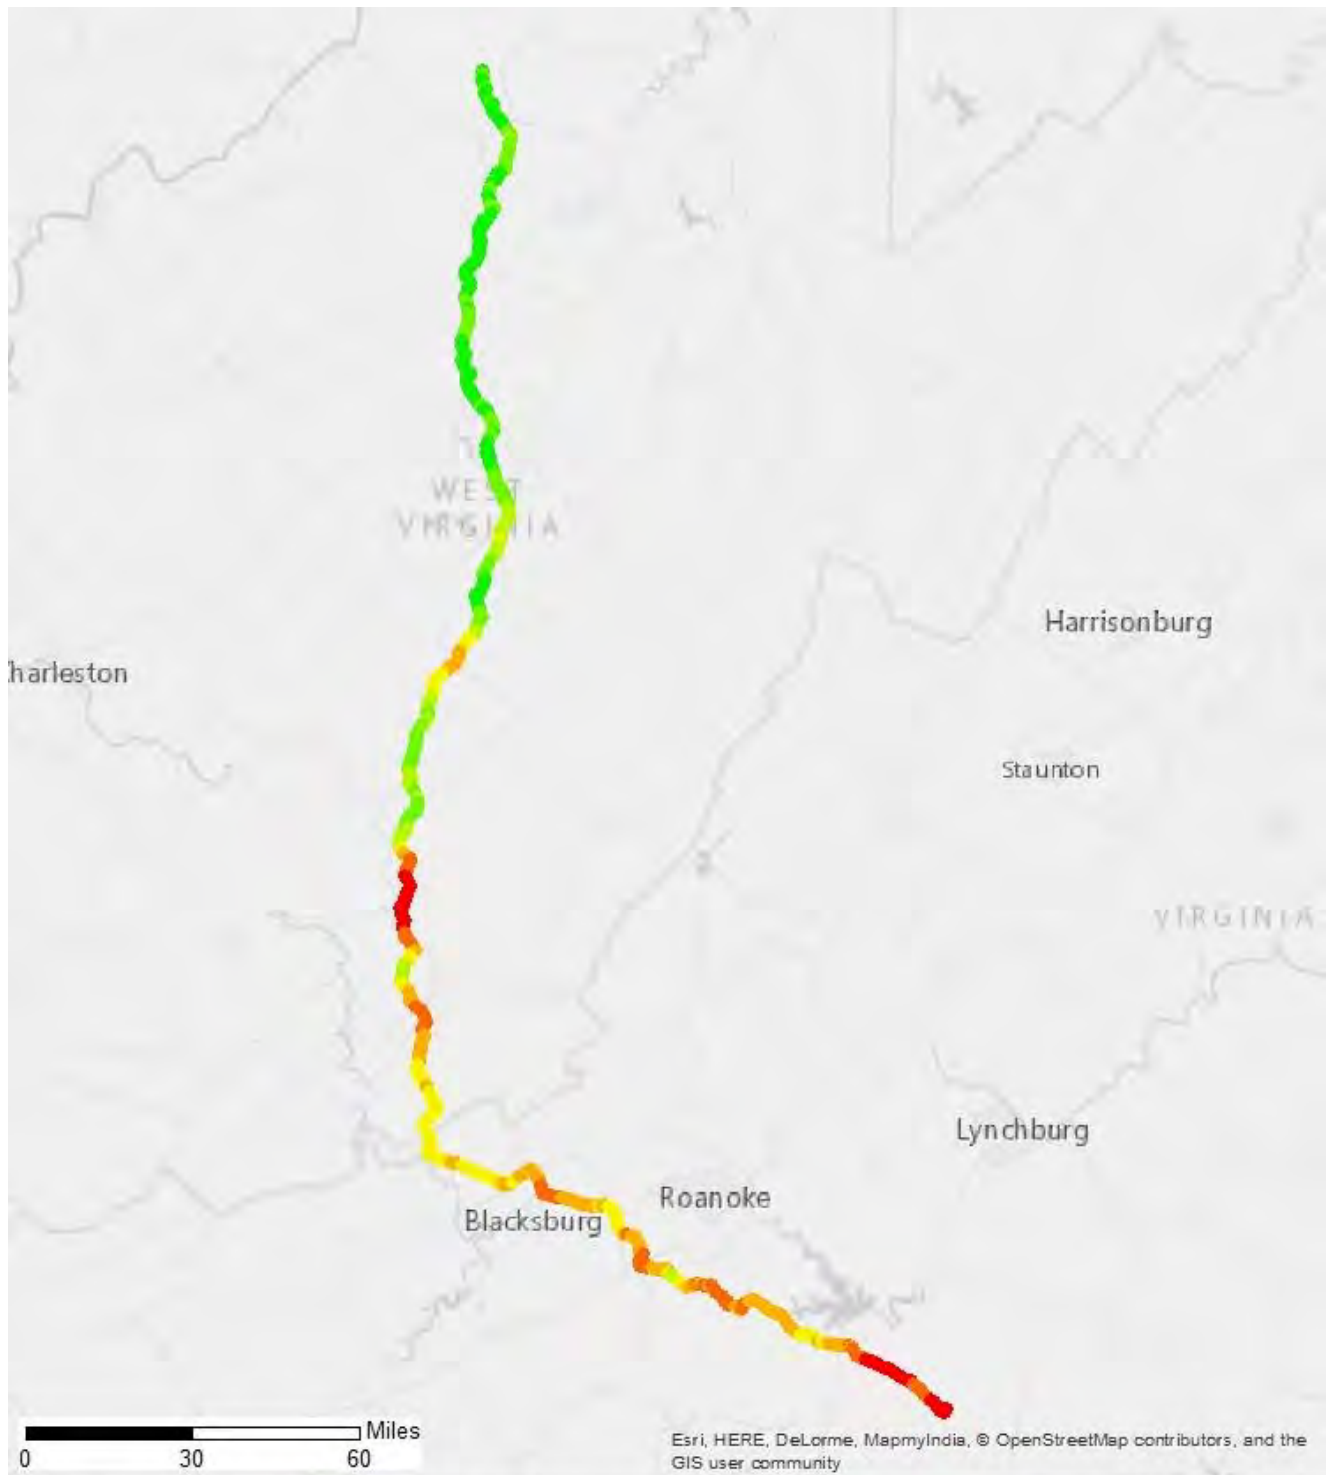 WEST
VIRGINIA
Harrisonburg
Charleston
Staunton
VIRGINIA
Lynchburg
Roanoke
Blacksburg
Miles
0 30 60
Esri, HERE, DeLorme, MapmyIndia, © OpenStreetMap contributors, and the
GIS user community